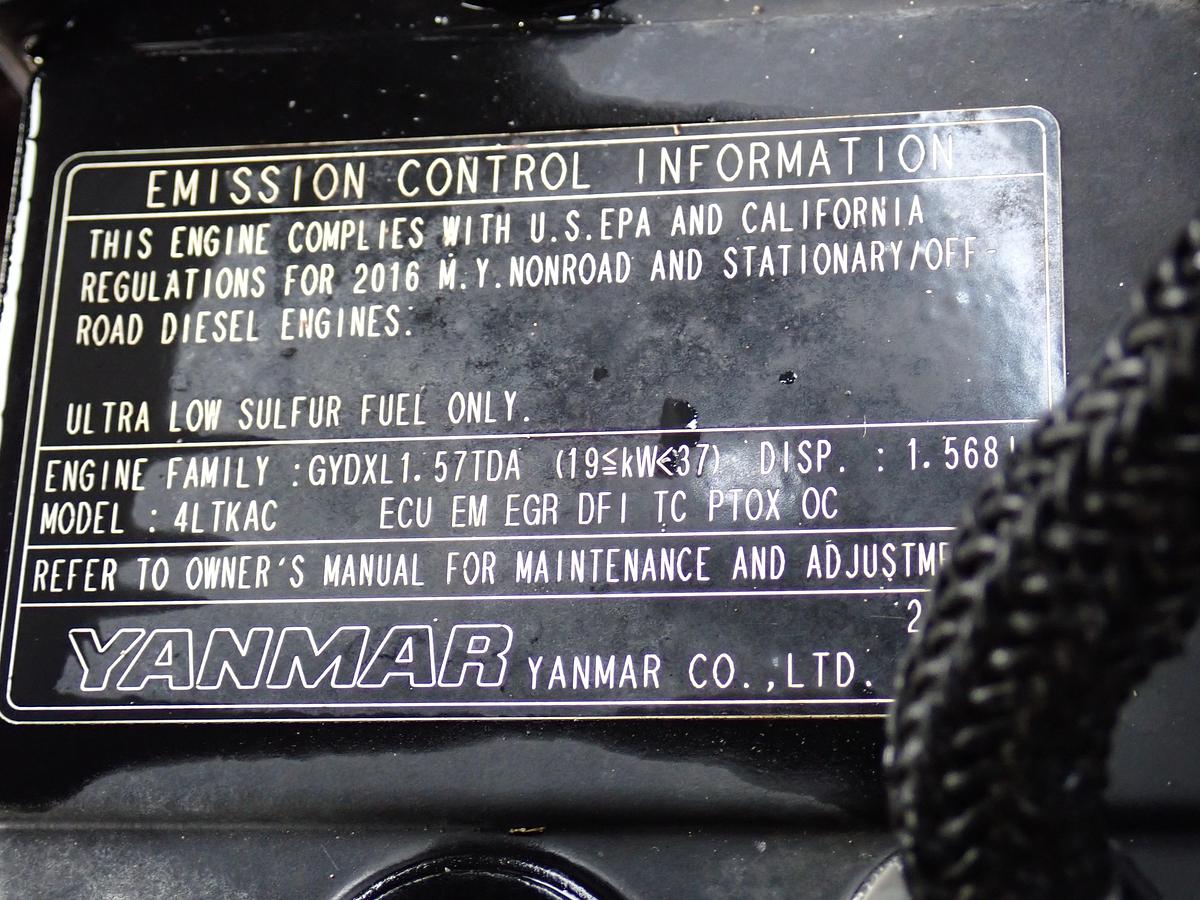 EMISSION CONTROL INFORMATION
THIS ENGINE COMPLIES WITH U.S.EPA AND CALIFORNIA
REGULATIONS FOR 2016 M.Y.NONROAD AND STATIONARY/OFF-
ROAD DIESEL ENGINES.
ULTRA LOW SULFUR FUEL ONLY.
ENGINE FAMILY :GYDXL1.57TDA (19≦kW<37) DISP. : 1.568
MODEL : 4LTKAC ECU EM EGR DFI TC PTOX OC
REFER TO OWNER'S MANUAL FOR MAINTENANCE AND
YANMAR YANMAR CO.,LTD.